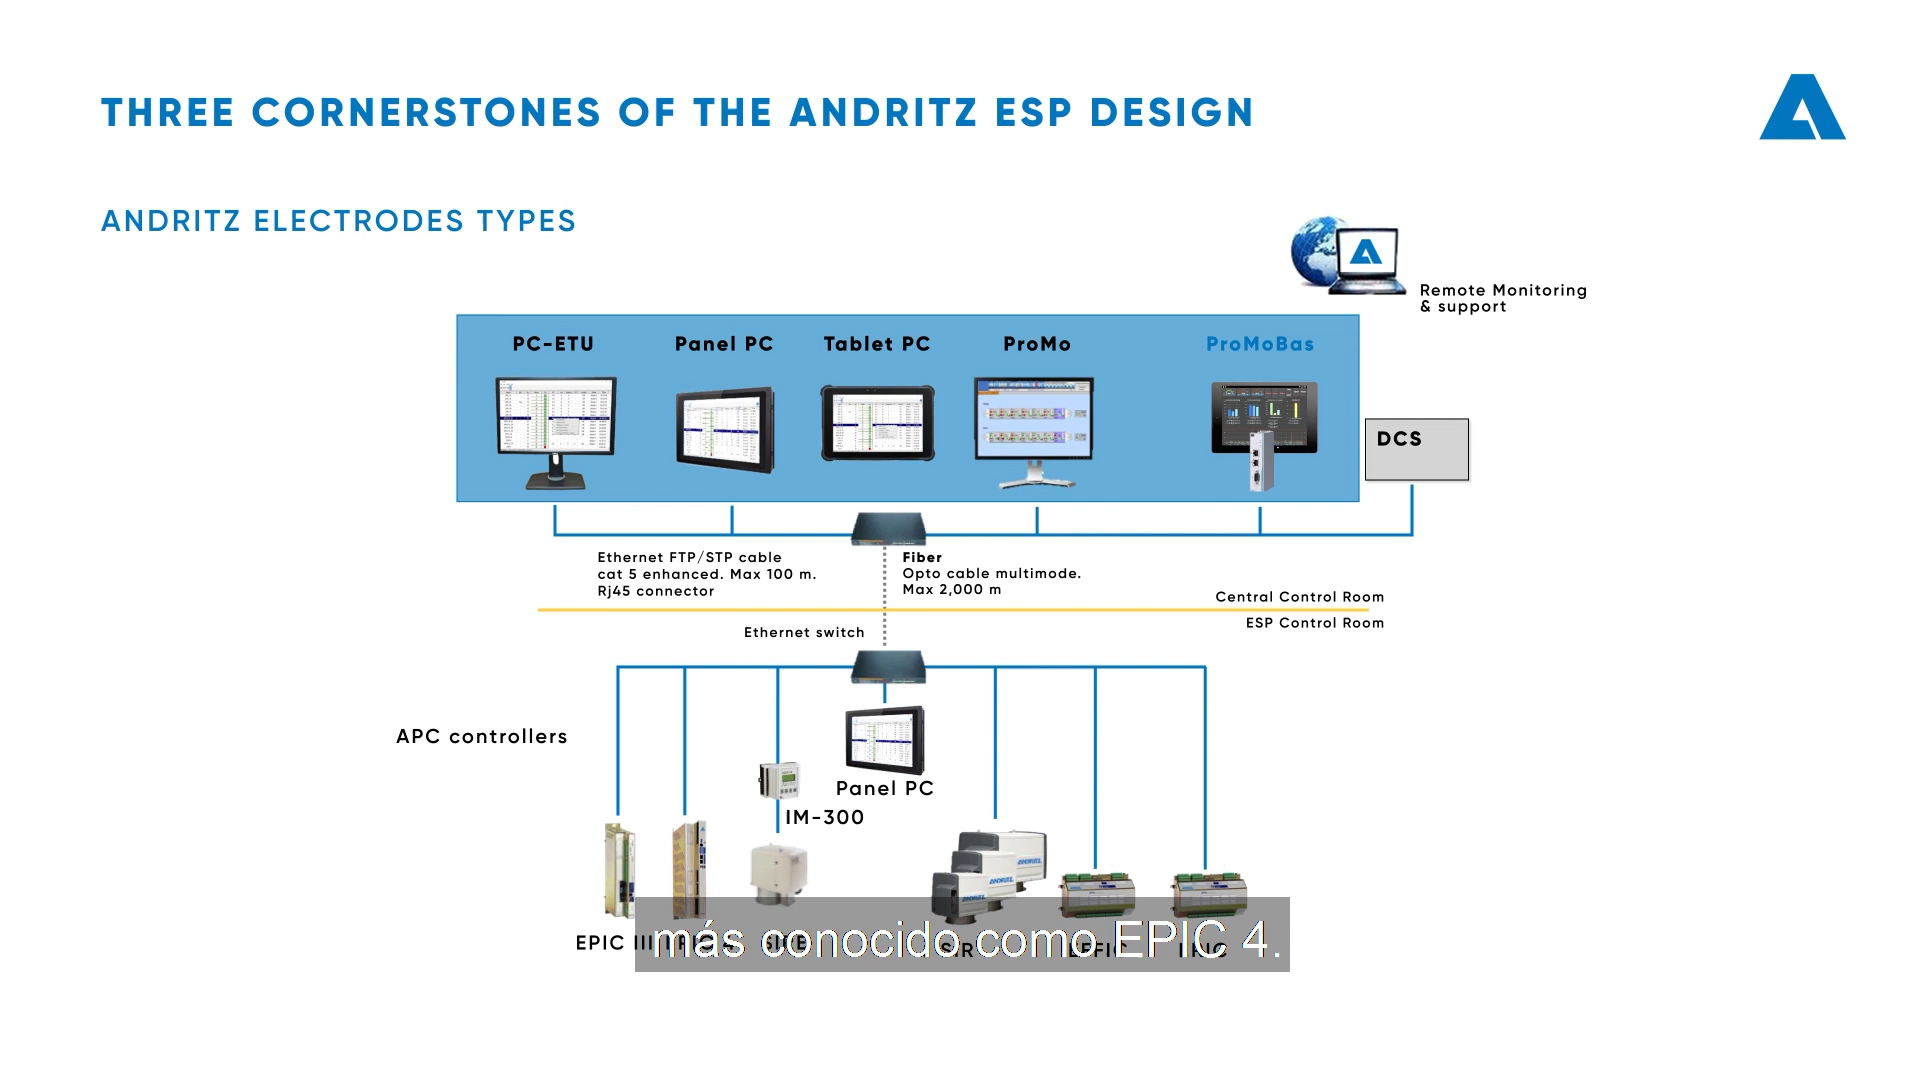 THREE CORNERSTONES OF THE ANDRITZ ESP DESIGN
ANDRITZ ELECTRODES TYPES
Remote Monitoring
& support
PC-ETU
Panel PC
Tablet PC
ProMo
ProMoBas
DCS
Ethernet FTP/STP cable
cat 5 enhanced. Max 100 m.
Rj45 connector
Fiber
Opto cable multimode.
Max 2,000 m
Central Control Room
ESP Control Room
Ethernet switch
APC controllers
Panel PC
IM-300
ANDRITZ
ANDRITZ
ANDRITZ
EPIC III
más conocido como EPIC 4.